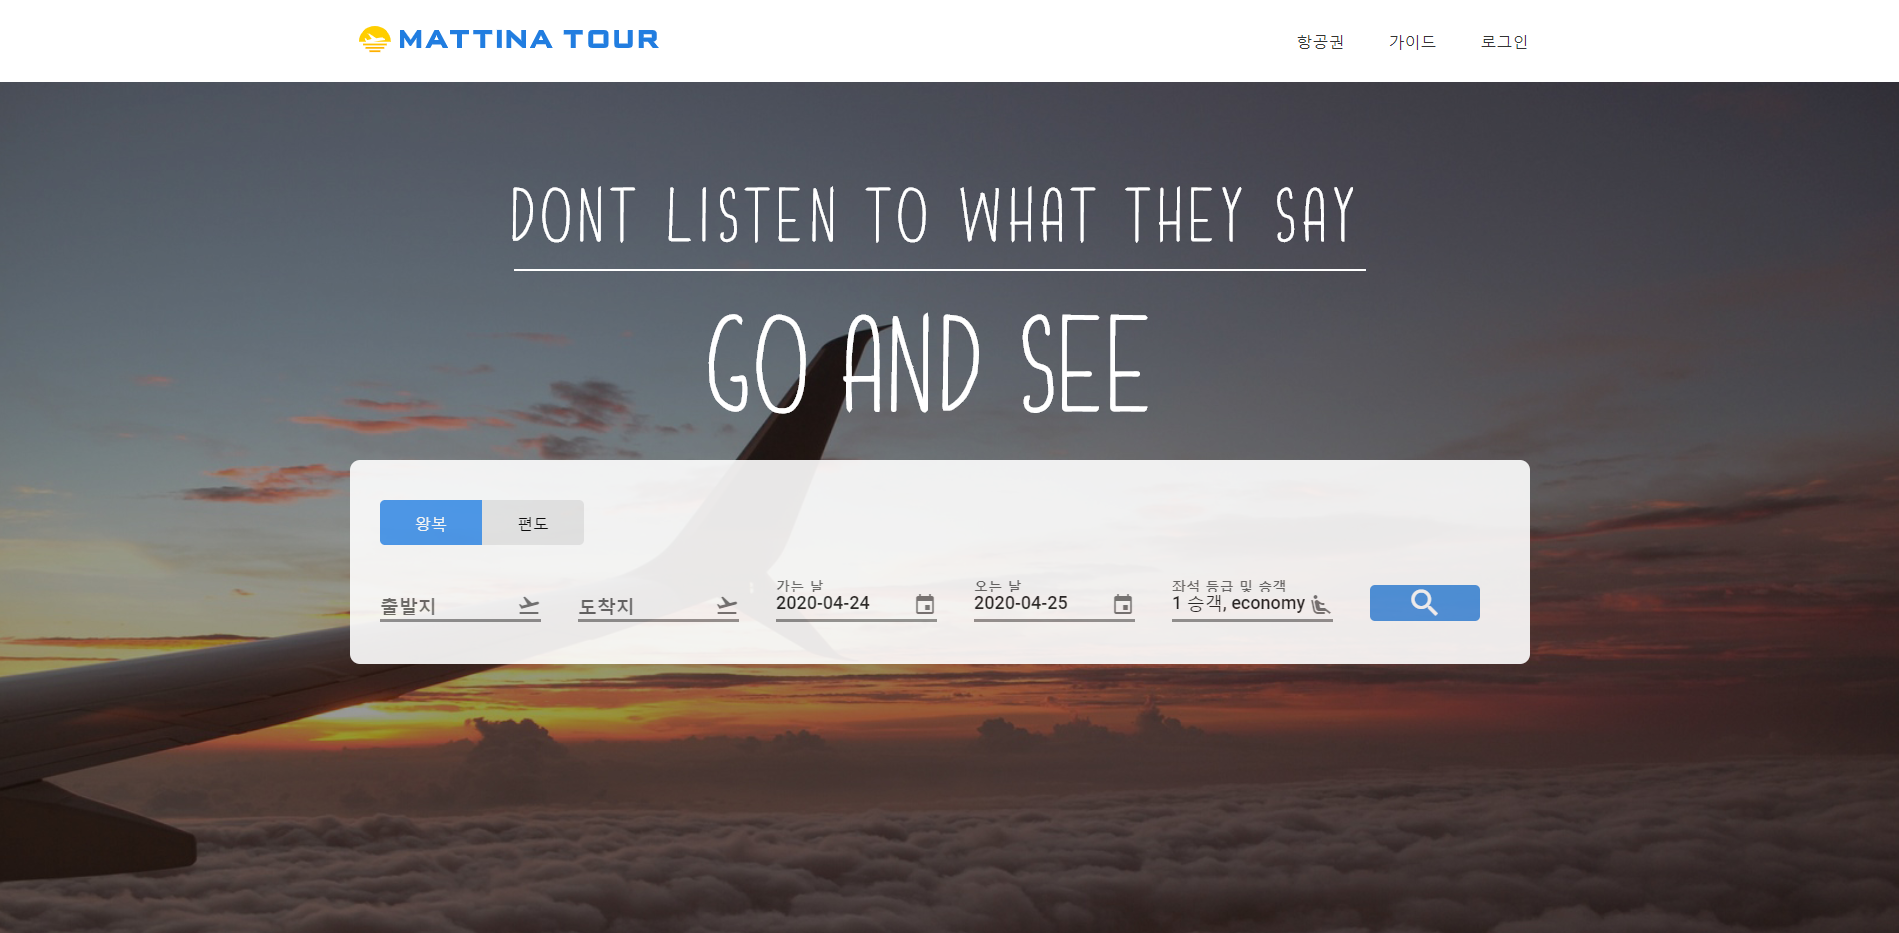 MATTINA TOUR
항공권 가이드 로그인
DONT LISTEN TO WHAT THEY SAY
GO AND SEE
왕복 편도
출발지
도착지
가는 날
2020-04-24
오는 날
2020-04-25
좌석 등급 및 승객
1 승객, economy